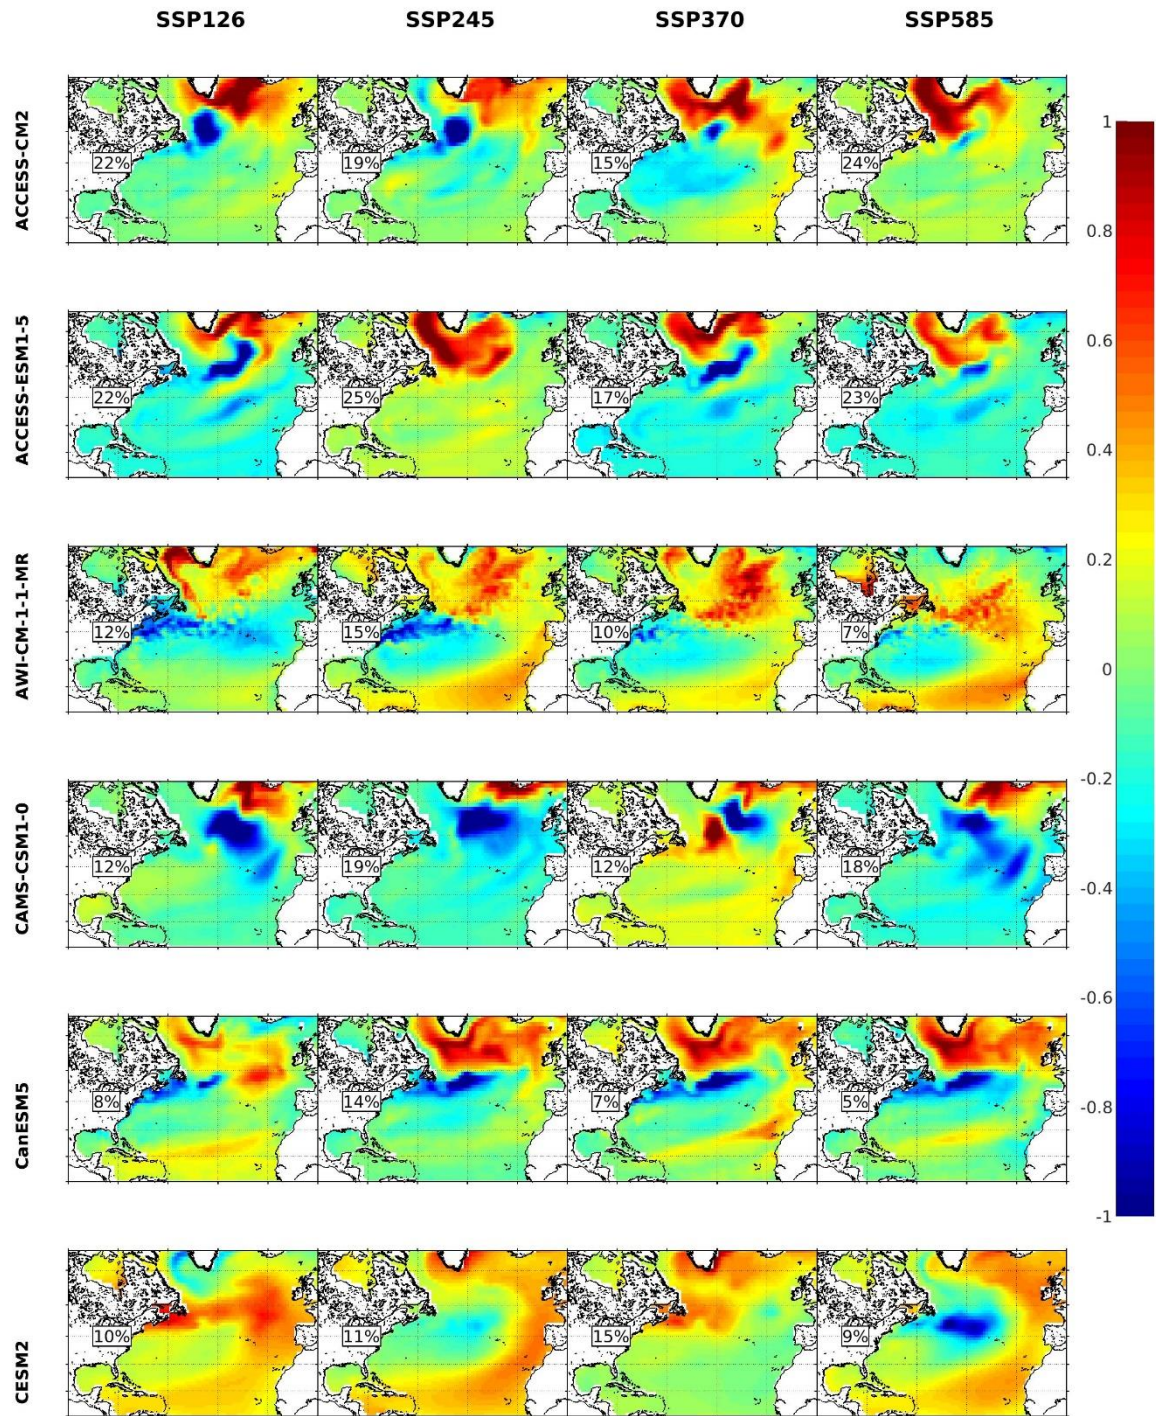 SSP126 SSP245 SSP370 SSP585
ACCESS-CM2
22% 19% 15% 24%
ACCESS-ESM1-5
22% 25% 17% 23%
AWI-CM-1-1-MR
12% 15% 10% 7%
CAMS-CSM1-0
12% 19% 12% 18%
CanESM5
8% 14% 7% 5%
CESM2
10% 11% 15% 9%
1
0.8
0.6
0.4
0.2
0
-0.2
-0.4
-0.6
-0.8
-1